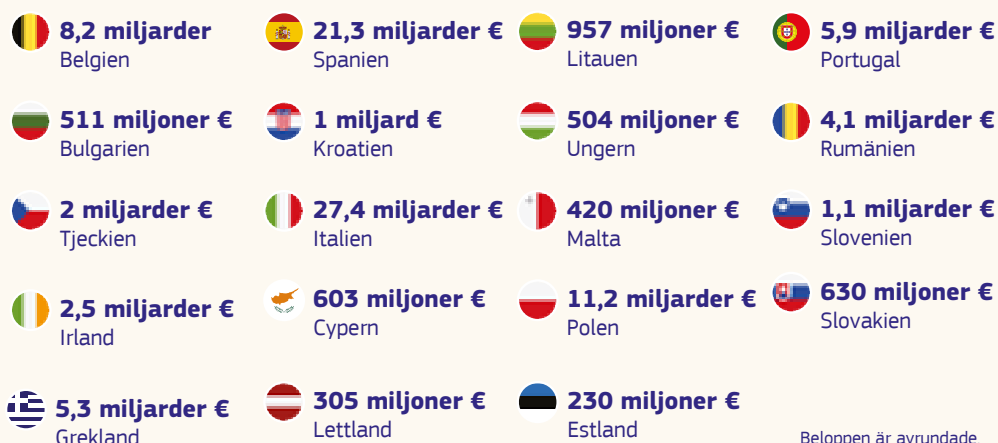 8,2 miljarder
Belgien
21,3 miljarder €
Spanien
957 miljoner €
Litauen
5,9 miljarder €
Portugal
511 miljoner €
Bulgarien
1 miljard €
Kroatien
504 miljoner €
Ungern
4,1 miljarder €
Rumänien
2 miljarder €
Tjeckien
27,4 miljarder €
Italien
420 miljoner €
Malta
1,1 miljarder €
Slovenien
2,5 miljarder €
Irland
603 miljoner €
Cypern
11,2 miljarder €
Polen
630 miljoner €
Slovakien
5,3 miljarder €
Grekland
305 miljoner €
Lettland
230 miljoner €
Estland
Beloppen är avrundade